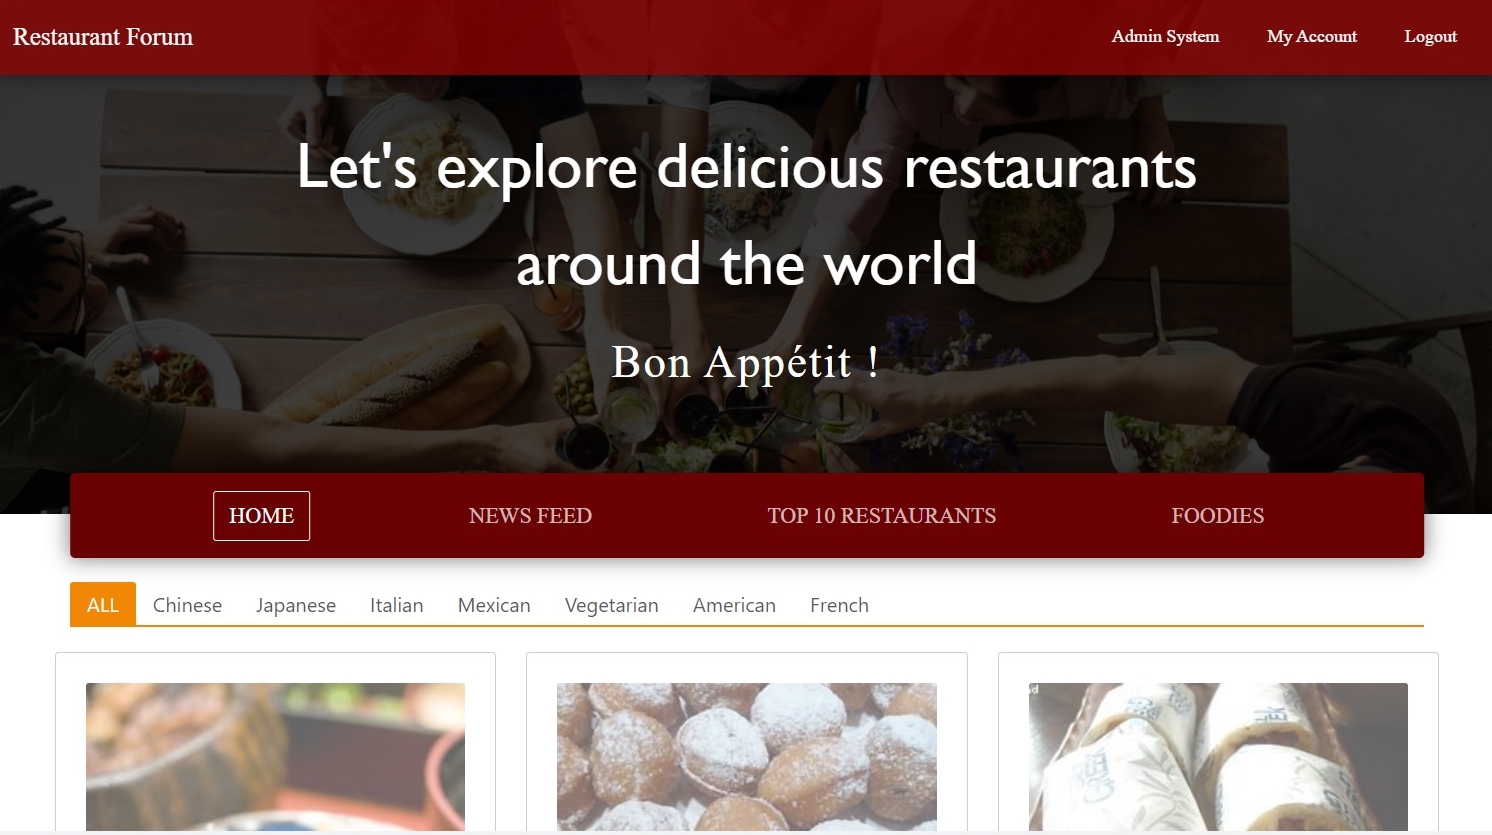 Restaurant Forum
Admin System My Account Logout
Let's explore delicious restaurants
around the world
Bon Appétit !
HOME NEWS FEED TOP 10 RESTAURANTS FOODIES
ALL Chinese Japanese Italian Mexican Vegetarian American French